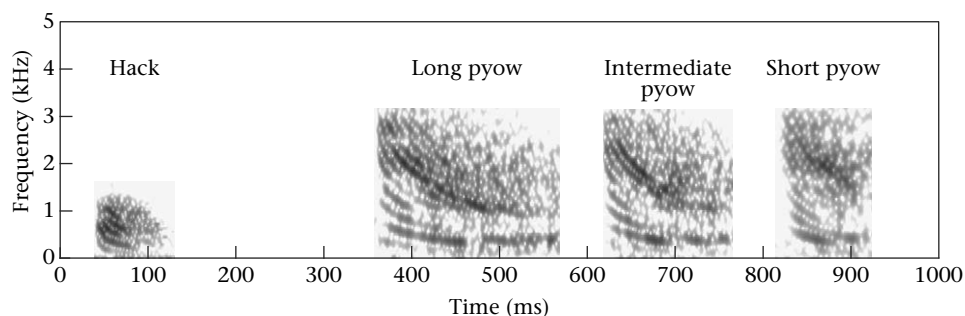 5
4
3
2
1
0
Frequency (kHz)
Hack
Long pyow
Intermediate
pyow
Short pyow
0 100 200 300 400 500 600 700 800 900 1000
Time (ms)